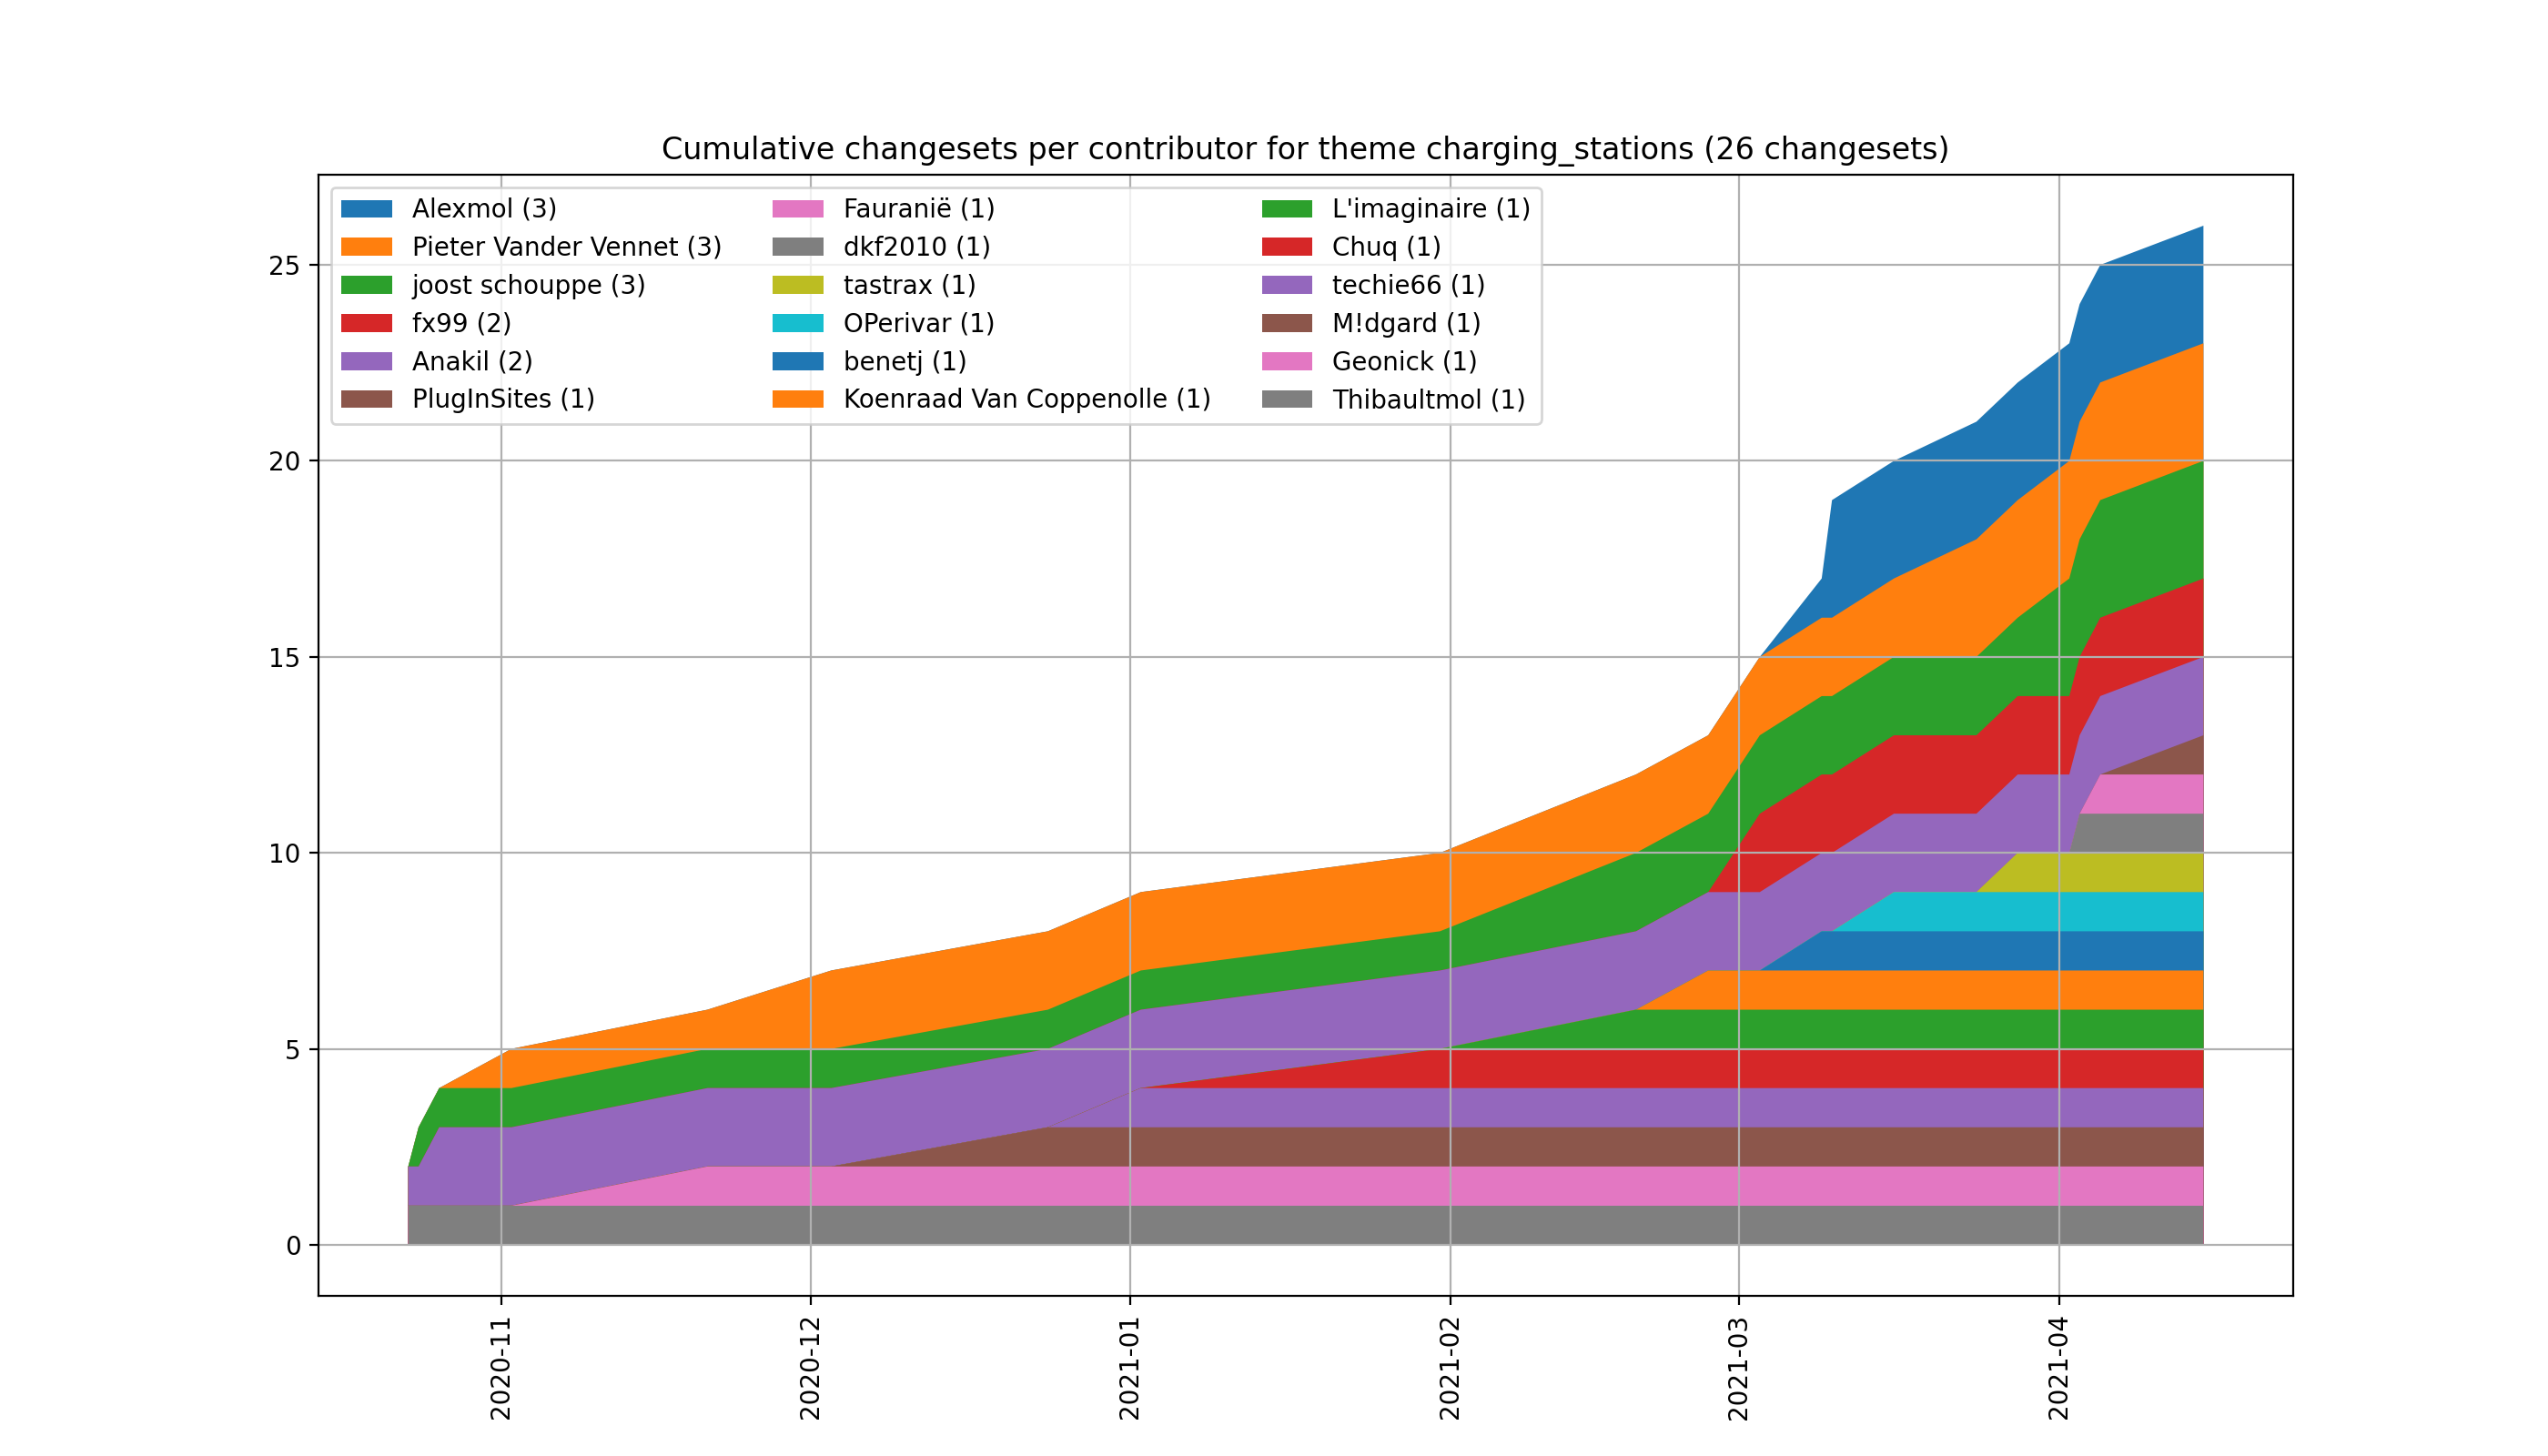 Cumulative changesets per contributor for theme charging_stations (26 changesets)
Alexmol (3)
Pieter Vander Vennet (3)
joost schouppe (3)
fx99 (2)
Anakil (2)
PlugInSites (1)
Fauranië (1)
dkf2010 (1)
tastrax (1)
OPerivar (1)
benetj (1)
Koenraad Van Coppenolle (1)
L'imaginaire (1)
Chuq (1)
techie66 (1)
M!dgard (1)
Geonick (1)
Thibaultmol (1)
25
20
15
10
5
0
2020-11
2020-12
2021-01
2021-02
2021-03
2021-04